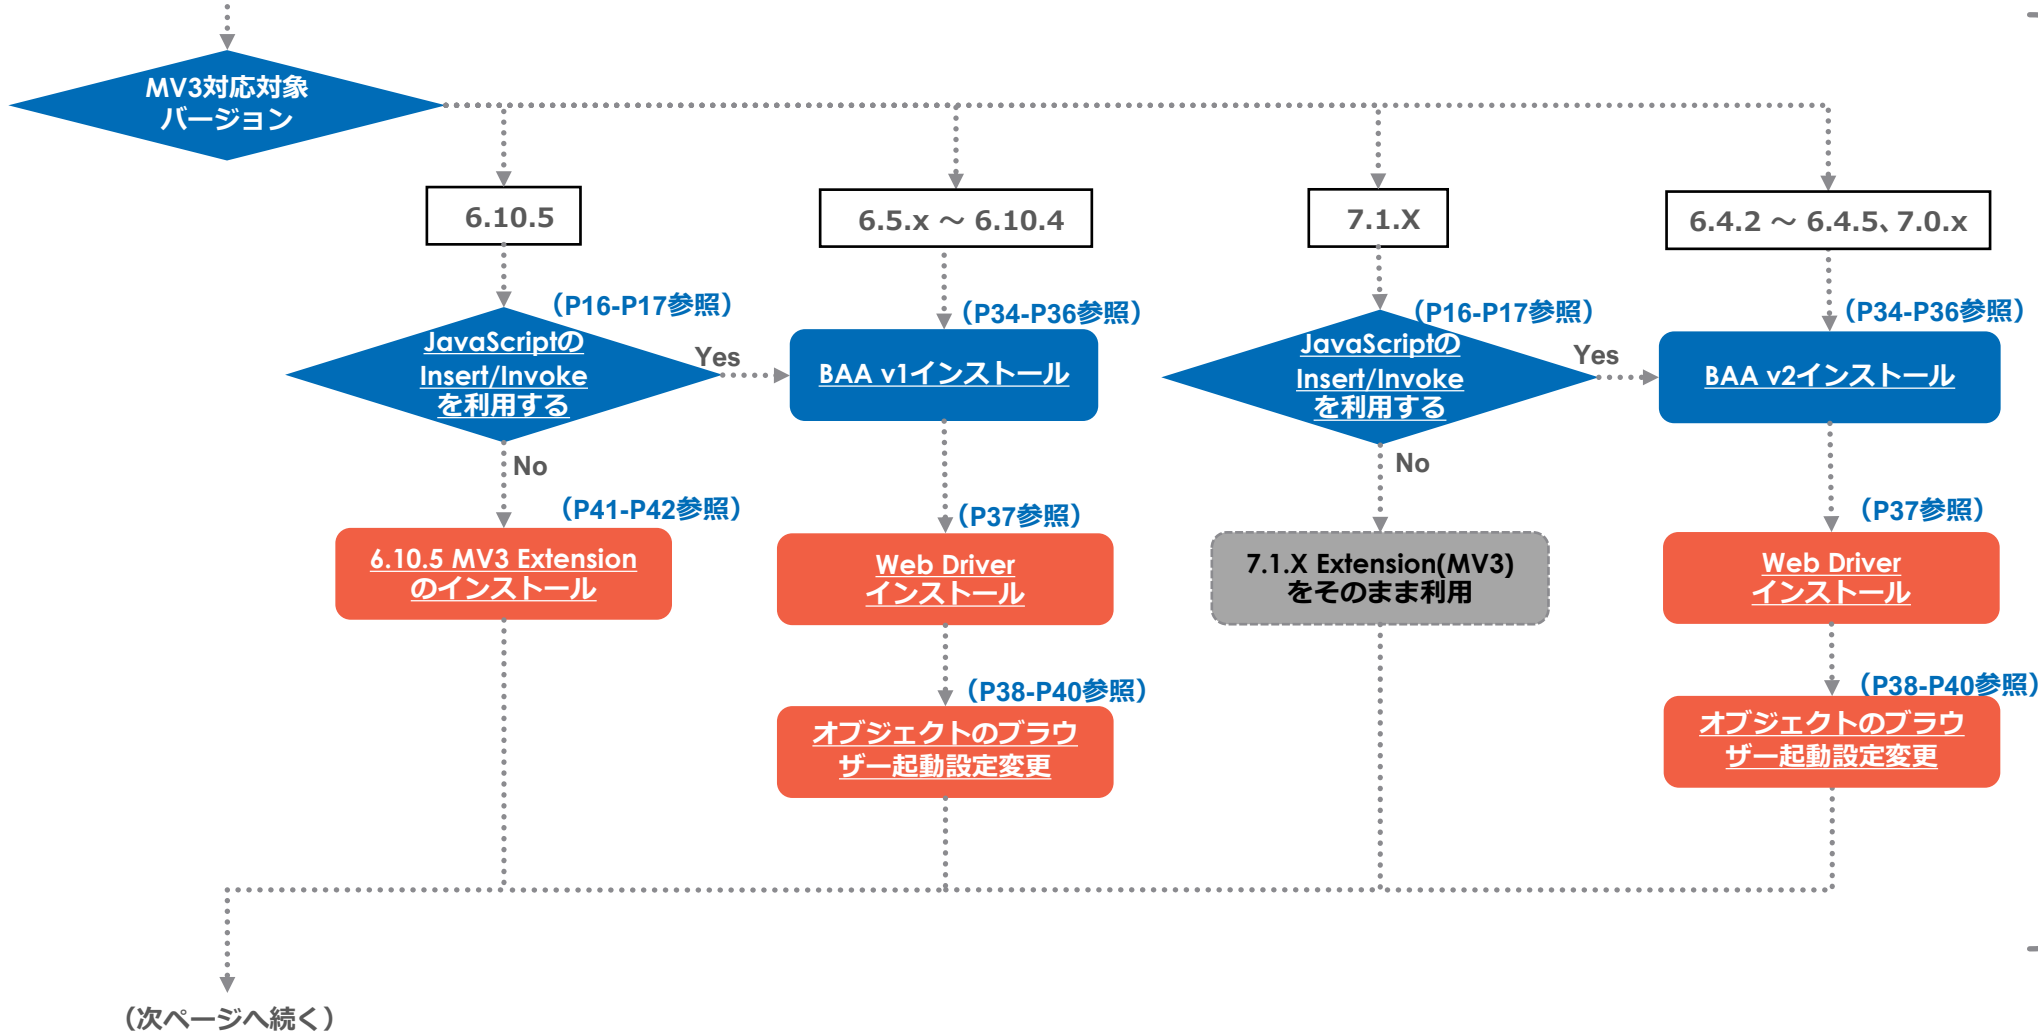 MV3対応対象
バージョン
6.10.5
6.5.x ～ 6.10.4
7.1.X
6.4.2 ～ 6.4.5、7.0.x
（P16-P17参照）
JavaScriptの
Insert/Invoke
を利用する
Yes
No
（P34-P36参照）
BAA v1インストール
（P16-P17参照）
JavaScriptの
Insert/Invoke
を利用する
Yes
No
（P34-P36参照）
BAA v2インストール
（P41-P42参照）
6.10.5 MV3 Extension
のインストール
（P37参照）
Web Driver
インストール
7.1.X Extension(MV3)
をそのまま利用
（P37参照）
Web Driver
インストール
（P38-P40参照）
オブジェクトのブラウ
ザー起動設定変更
（P38-P40参照）
オブジェクトのブラウ
ザー起動設定変更
（次ページへ続く）